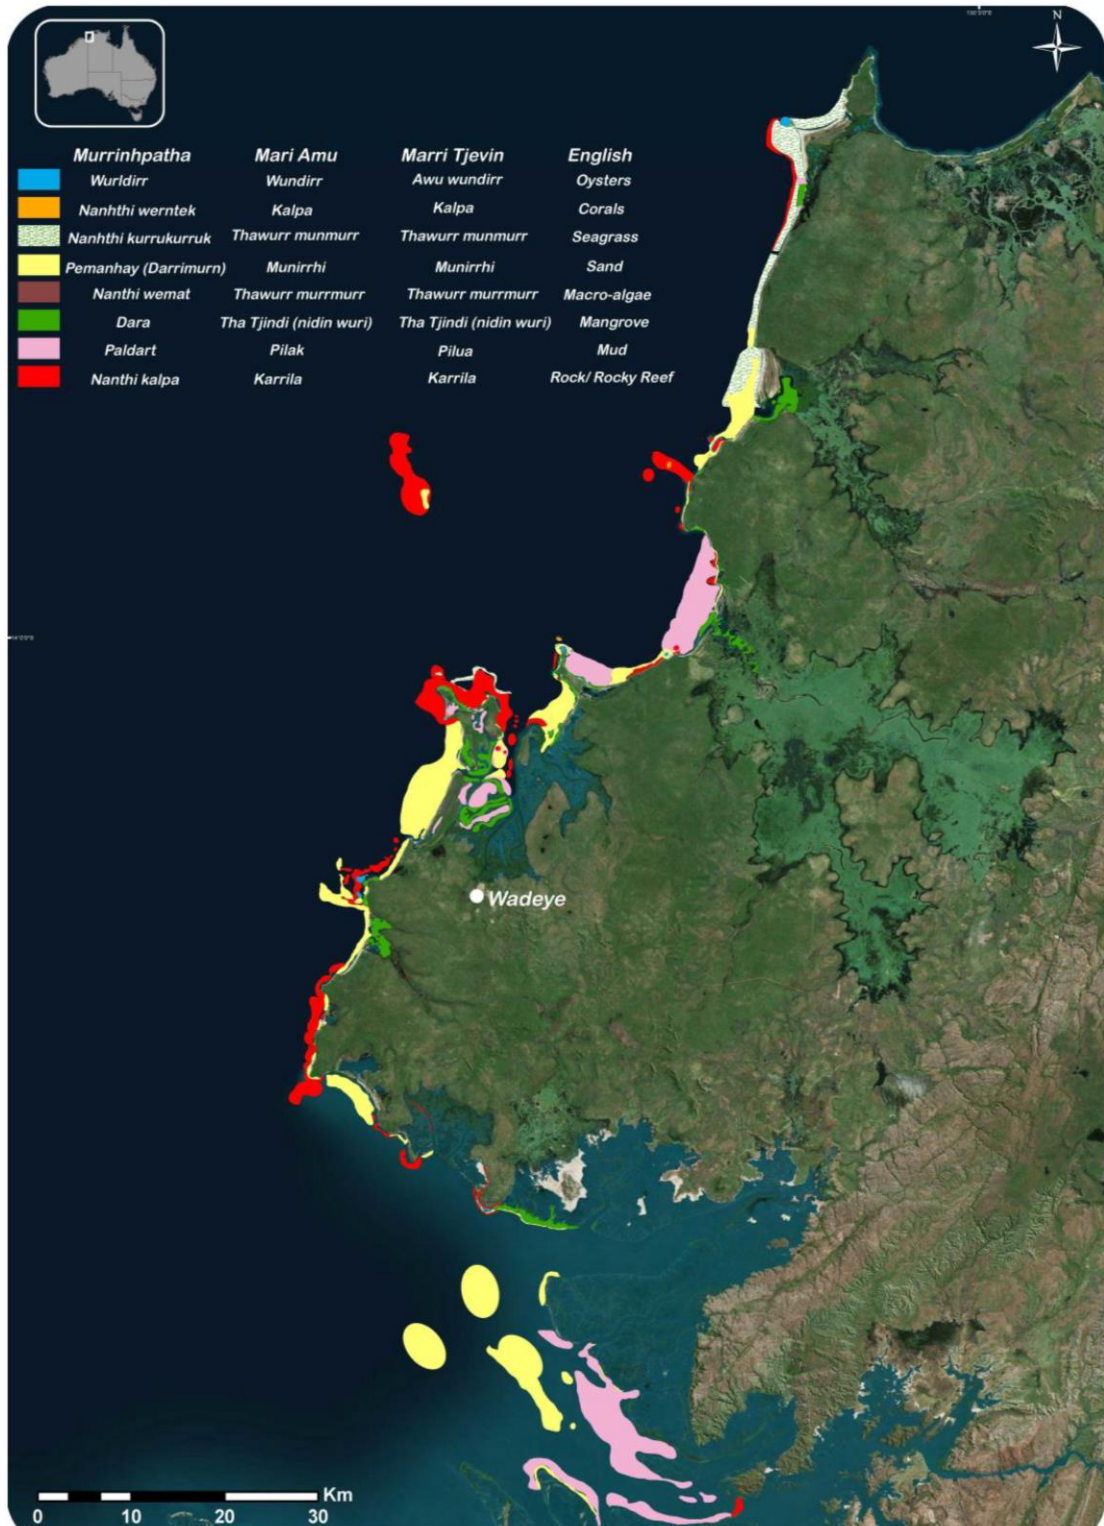 N
Murrinhpatha Mari Amu Marri Tjevin English
Wurldirr Wundirr Awu wundirr Oysters
Nanhthi werntek Kalpa Kalpa Corals
Nanhthi kurrukurruk Thawurr munmurr Thawurr munmurr Seagrass
Pemanhay (Darrimurn) Munirrhi Munirrhi Sand
Nanthi wemat Thawurr murrmurr Thawurr murrmurr Macro-algae
Dara Tha Tjindi (nidin wuri) Tha Tjindi (nidin wuri) Mangrove
Paldart Pilak Pilua Mud
Nanthi kalpa Karrila Karrila Rock/ Rocky Reef
Wadeye
Km
0 10 20 30